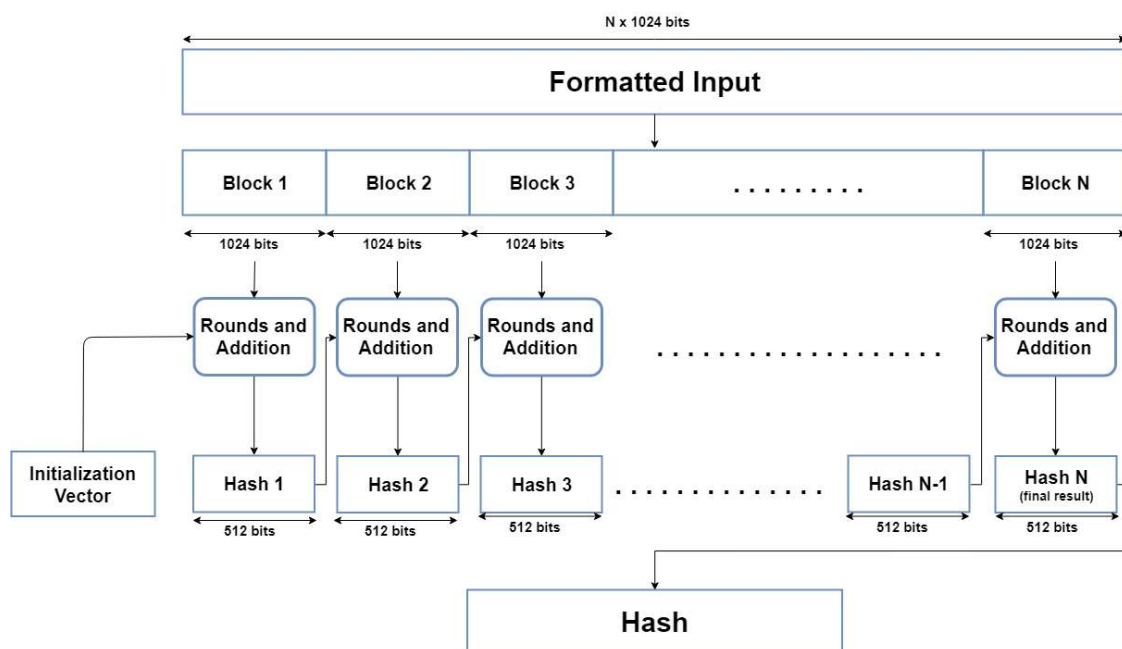 N x 1024 bits
Formatted Input
Block 1 Block 2 Block 3 . . . . . . . . . Block N
1024 bits 1024 bits 1024 bits 1024 bits
Rounds and Addition
Rounds and Addition
Rounds and Addition
. . . . . . . . . . . . . . . . . . . .
Rounds and Addition
Initialization
Vector
Hash 1 Hash 2 Hash 3 . . . . . . . . . . . . . . . Hash N-1 Hash N
(final result)
512 bits 512 bits 512 bits 512 bits 512 bits
Hash